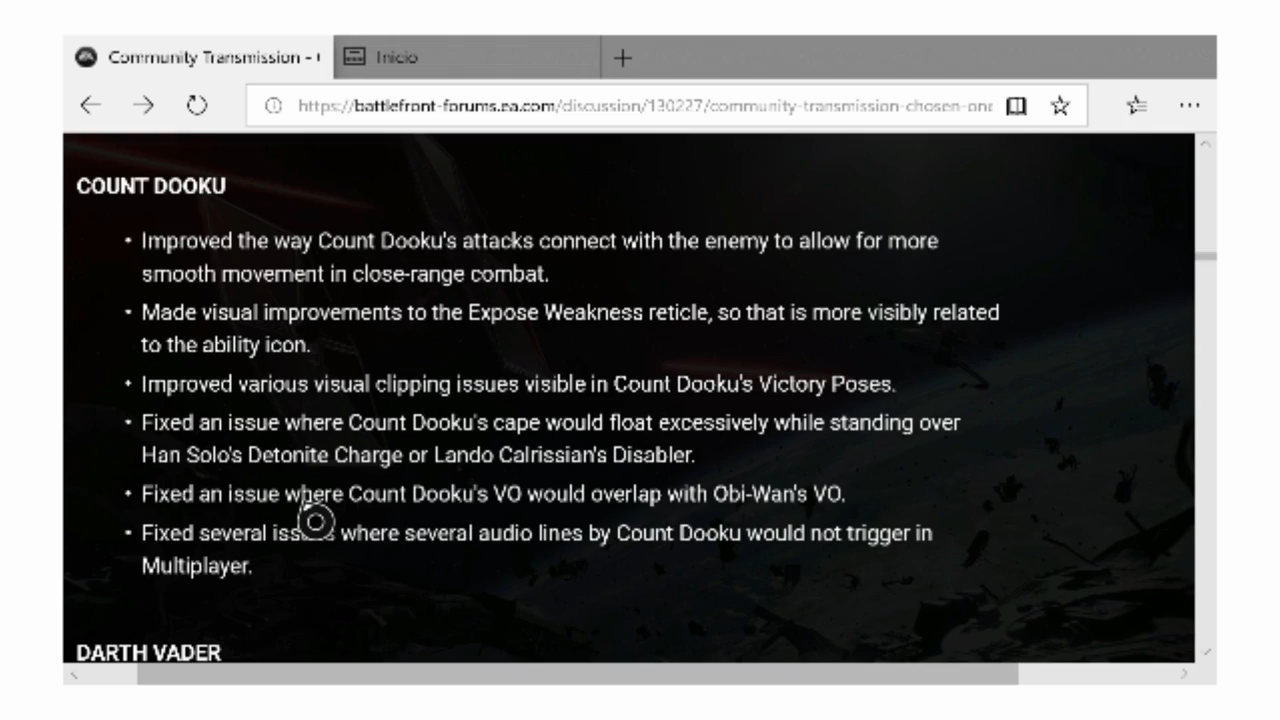 Community Transmission -
Inicio
https://battlefront-forums.ea.com/discussion/130227/community-transmission-chosen-one
COUNT DOOKU
• Improved the way Count Dooku's attacks connect with the enemy to allow for more
smooth movement in close-range combat.
• Made visual improvements to the Expose Weakness reticle, so that is more visibly related
to the ability icon.
• Improved various visual clipping issues visible in Count Dooku's Victory Poses.
• Fixed an issue where Count Dooku's cape would float excessively while standing over
Han Solo's Detonite Charge or Lando Calrissian's Disabler.
• Fixed an issue where Count Dooku's VO would overlap with Obi-Wan's VO.
• Fixed several issues where several audio lines by Count Dooku would not trigger in
Multiplayer.
DARTH VADER